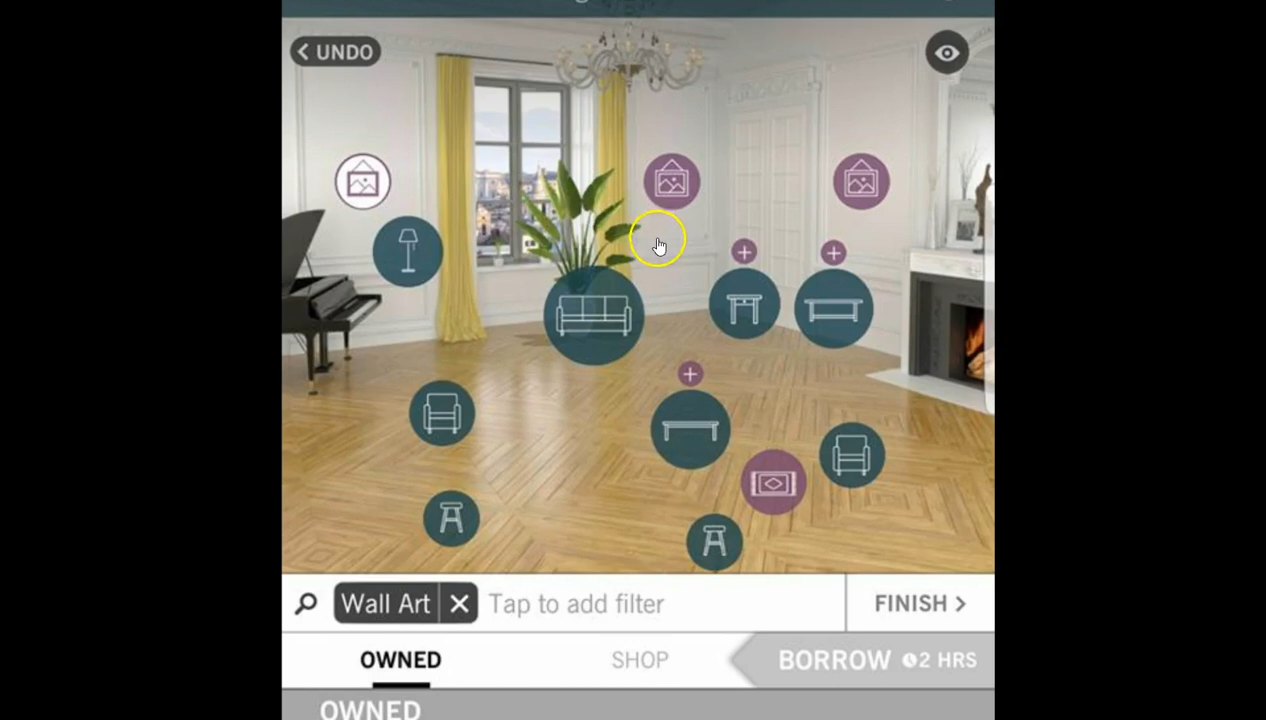 UNDO
Wall Art
Tap to add filter
FINISH
OWNED
SHOP
BORROW 2 HRS
OWNED